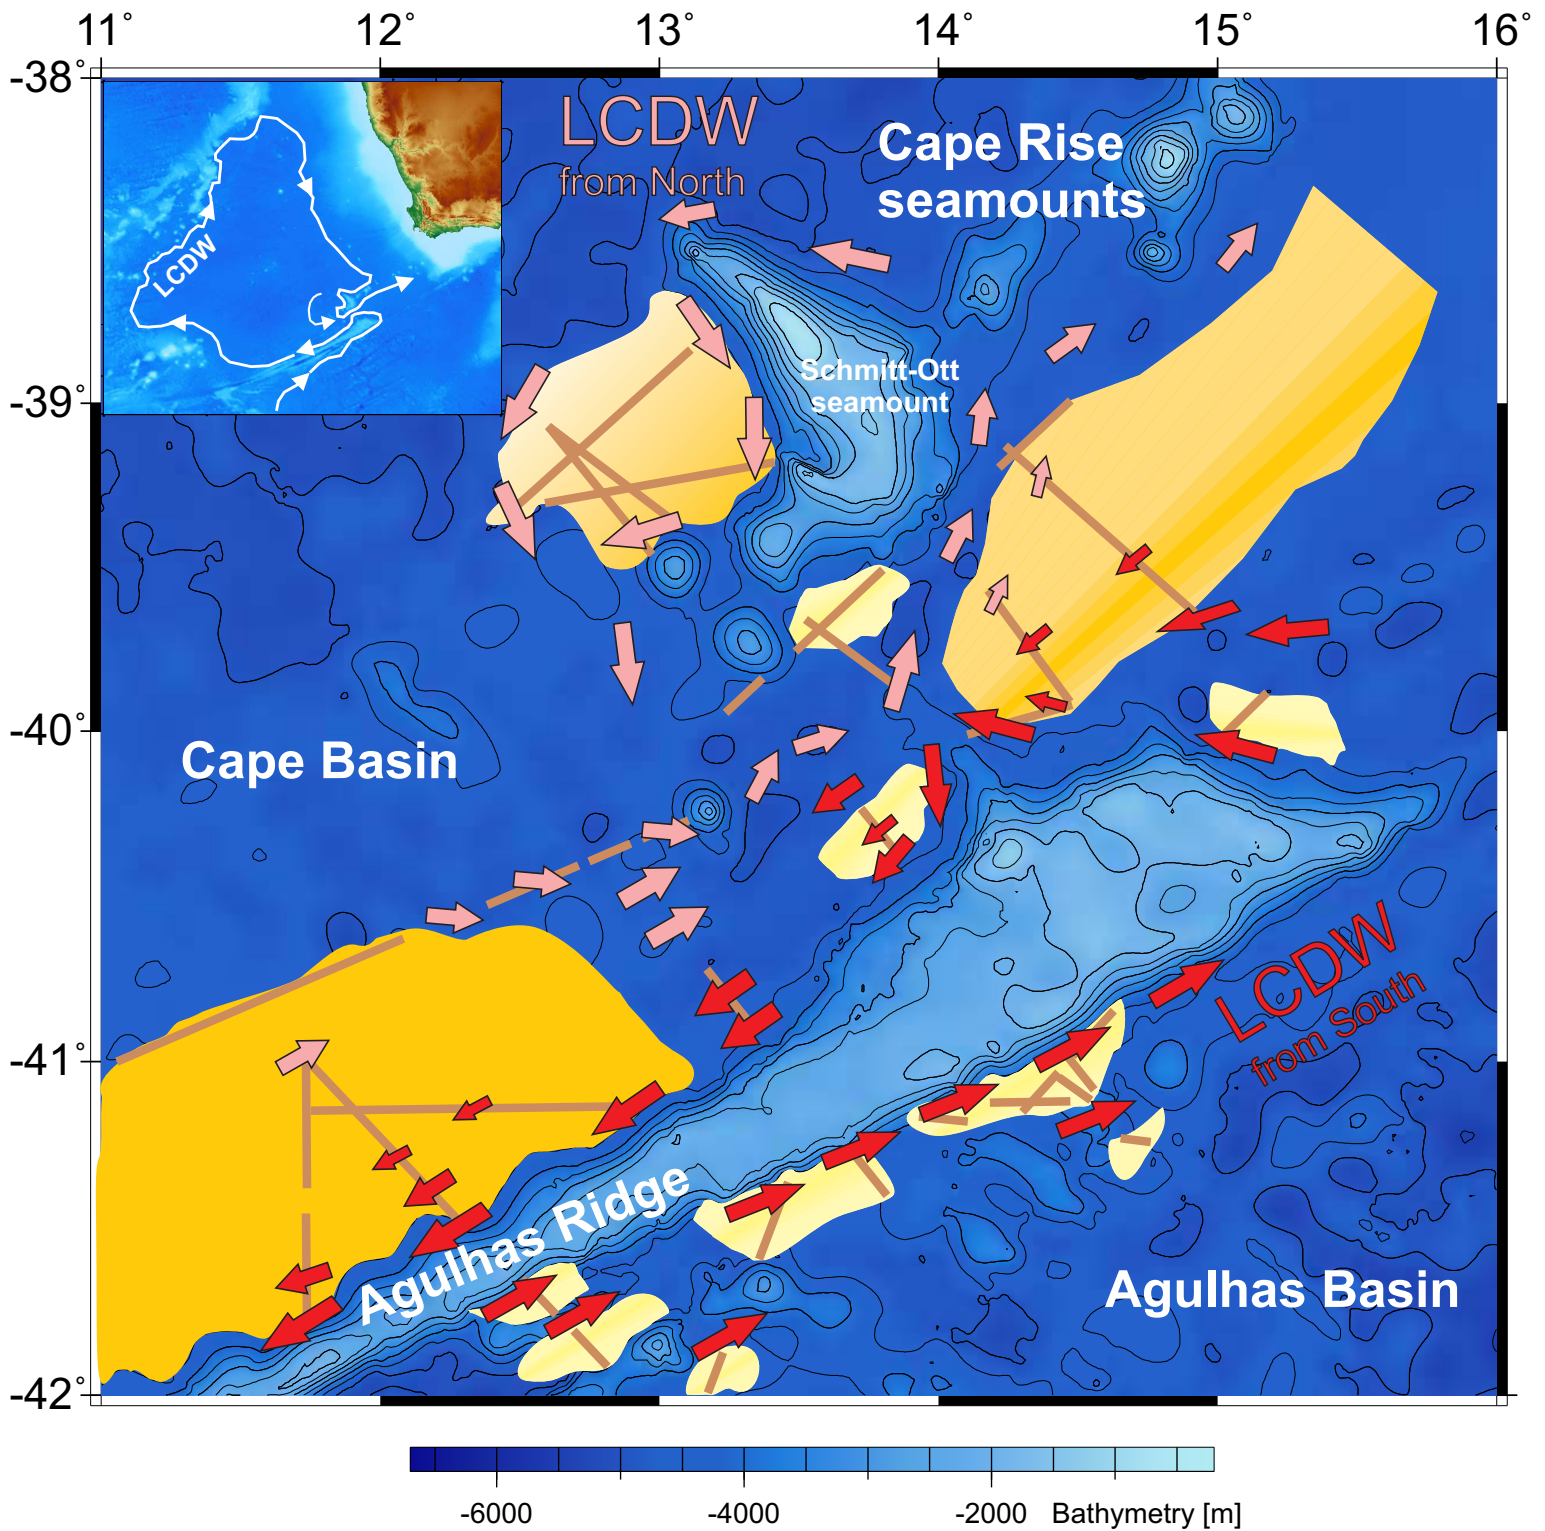 11° 12° 13° 14° 15° 16°
-38°
-39°
-40°
-41°
-42°
LCDW
LCDW
from North
Cape Rise
seamounts
Schmitt-Ott
seamount
Cape Basin
LCDW
from South
Agulhas Ridge
Agulhas Basin
-6000 -4000 -2000 Bathymetry [m]